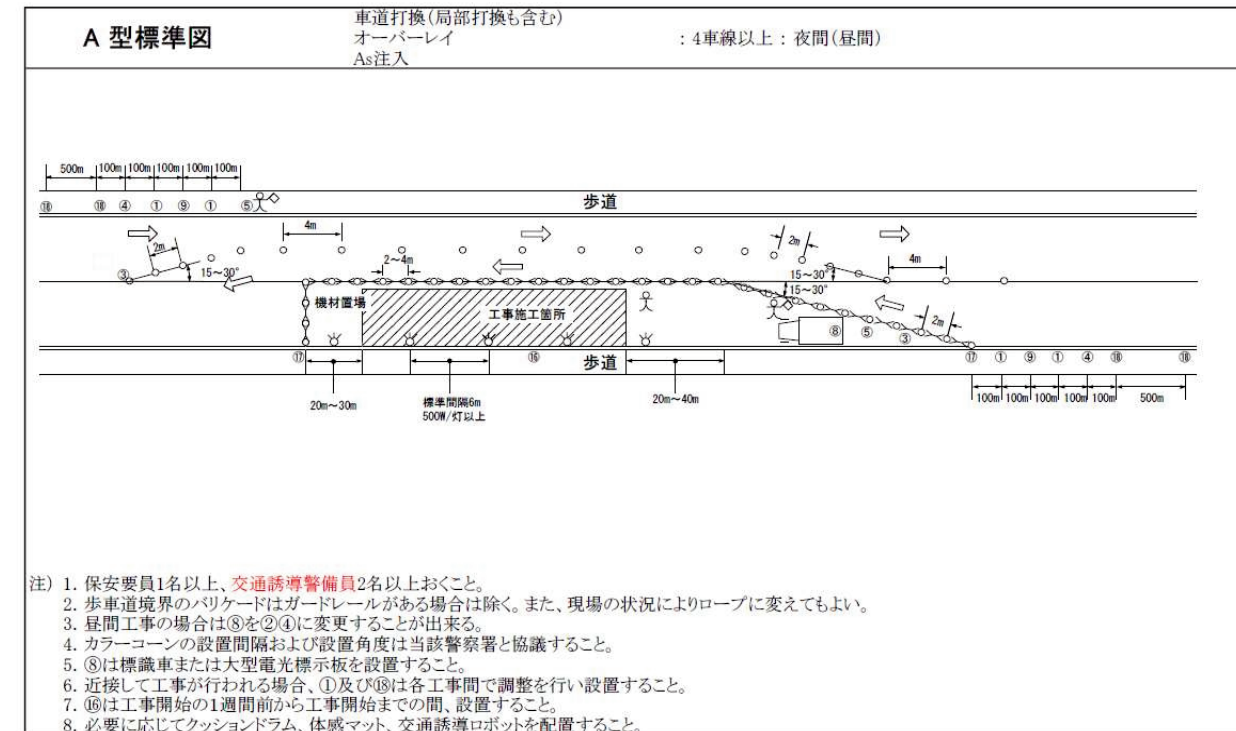 A 型標準図
車道打換(局部打換も含む)
オーバーレイ
As注入
: 4車線以上 : 夜間(昼間)
500m 100m 100m 100m 100m 100m
⑱ ⑱ ④ ① ⑨ ① ⑤
歩道
4m
2m
2m
③
15~30°
2~4m
15~30°
4m
15~30°
機材置場
工事施工箇所
2m
⑧ ⑤ ③
⑰
⑯
歩道
⑰ ① ⑨ ① ④ ⑱ ⑱
20m~30m
標準間隔6m
500W/灯以上
20m~40m
100m 100m 100m 100m 100m 500m
注) 1. 保安要員1名以上、交通誘導警備員2名以上おくこと。
2. 歩車道境界のバリケードはガードレールがある場合は除く。また、現場の状況によりロープに変えてもよい。
3. 昼間工事の場合は⑧を②④に変更することが出来る。
4. カラーコーンの設置間隔および設置角度は当該警察署と協議すること。
5. ⑧は標識車または大型電光標示板を設置すること。
6. 近接して工事が行われる場合、①及び⑱は各工事間で調整を行い設置すること。
7. ⑯は工事開始の1週間前から工事開始までの間、設置すること。
8. 必要に応じてクッションドラム、体感マット、交通誘導ロボットを配置すること。